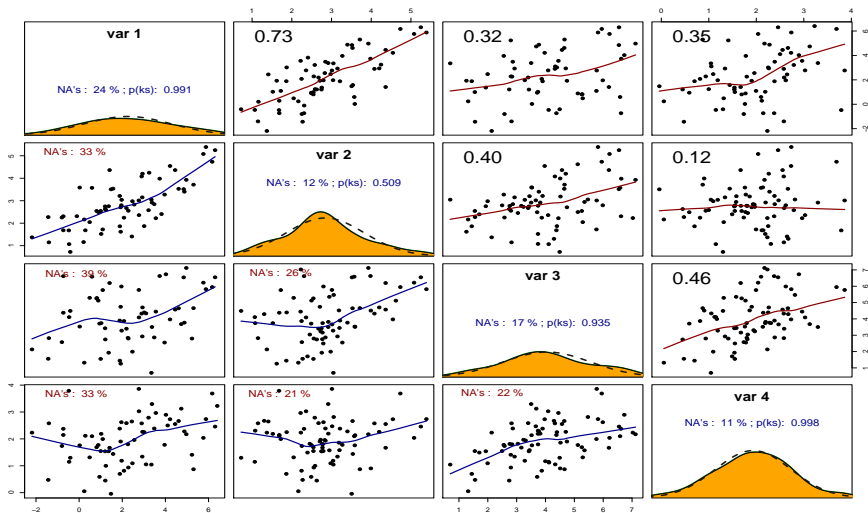 1 2 3 4 5
0 1 2 3 4
var 1
0.73
0.32
0.35
NA's : 24 % ; p(ks): 0.991
-2 0 2 4 6
NA's : 33 %
var 2
0.40
0.12
NA's : 12 % ; p(ks): 0.509
1 2 3 4 5
NA's : 39 %
NA's : 26 %
var 3
0.46
NA's : 17 % ; p(ks): 0.935
1 2 3 4 5 6 7
NA's : 33 %
NA's : 21 %
NA's : 22 %
var 4
NA's : 11 % ; p(ks): 0.998
0 1 2 3 4
-2 0 2 4 6
1 2 3 4 5 6 7